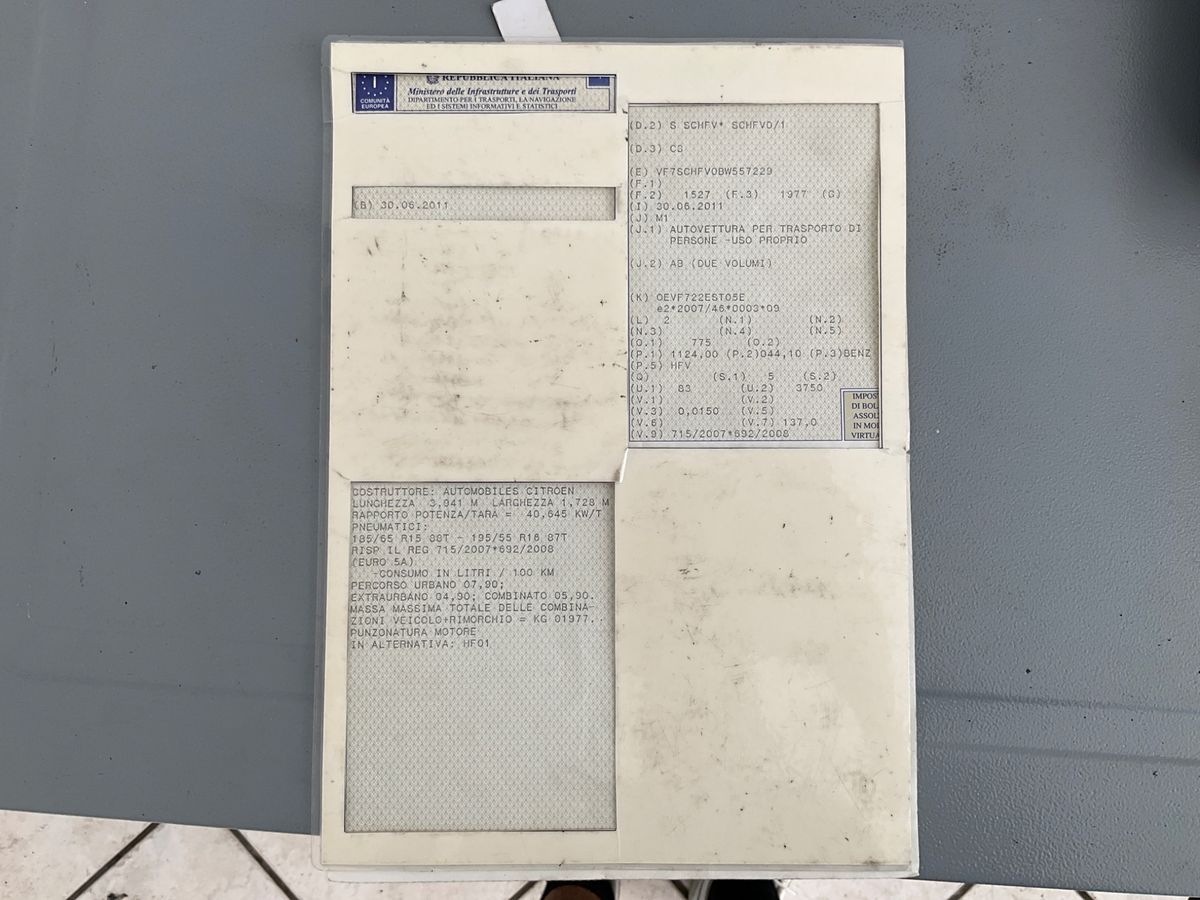 REPUBBLICA ITALIANA
COMUNITÀ
EUROPEA
Ministero delle Infrastrutture e dei Trasporti
DIPARTIMENTO PER I TRASPORTI, LA NAVIGAZIONE
ED I SISTEMI INFORMATIVI E STATISTICI
(B) 30.06.2011
(D.2) S SCHFV* SCHFV0/1
(D.3) C3
(E) VF7SCHFV0BW557229
(F.1)
(F.2) 1527 (F.3) 1977 (G)
(I) 30.06.2011
(J) M1
(J.1) AUTOVETTURA PER TRASPORTO DI
PERSONE -USO PROPRIO
(J.2) AB (DUE VOLUMI)
(K) OEVF722EST05E
e2*2007/46*0003*09
(L) 2 (N.1) (N.2)
(N.3) (N.4) (N.5)
(O.1) 775 (O.2)
(P.1) 1124,00 (P.2)044,10 (P.3)BENZ
(P.5) HFV
(Q) (S.1) 5 (S.2)
(U.1) 83 (U.2) 3750
(V.1) (V.2)
(V.3) 0,0150 (V.5)
(V.6) (V.7) 137,0
(V.9) 715/2007*692/2008
IMPOS
DI BOL
ASSOL
IN MOD
VIRTUA
COSTRUTTORE: AUTOMOBILES CITROEN
LUNGHEZZA 3,941 M LARGHEZZA 1,728 M
RAPPORTO POTENZA/TARA = 40,645 KW/T
PNEUMATICI:
185/65 R15 88T - 195/55 R16 87T
RISP IL REG 715/2007*692/2008
(EURO 5A)
-CONSUMO IN LITRI / 100 KM
PERCORSO URBANO 07,90;
EXTRAURBANO 04,90; COMBINATO 05,90.
MASSA MASSIMA TOTALE DELLE COMBINA-
ZIONI VEICOLO+RIMORCHIO = KG 01977..
PUNZONATURA MOTORE
IN ALTERNATIVA: HF01